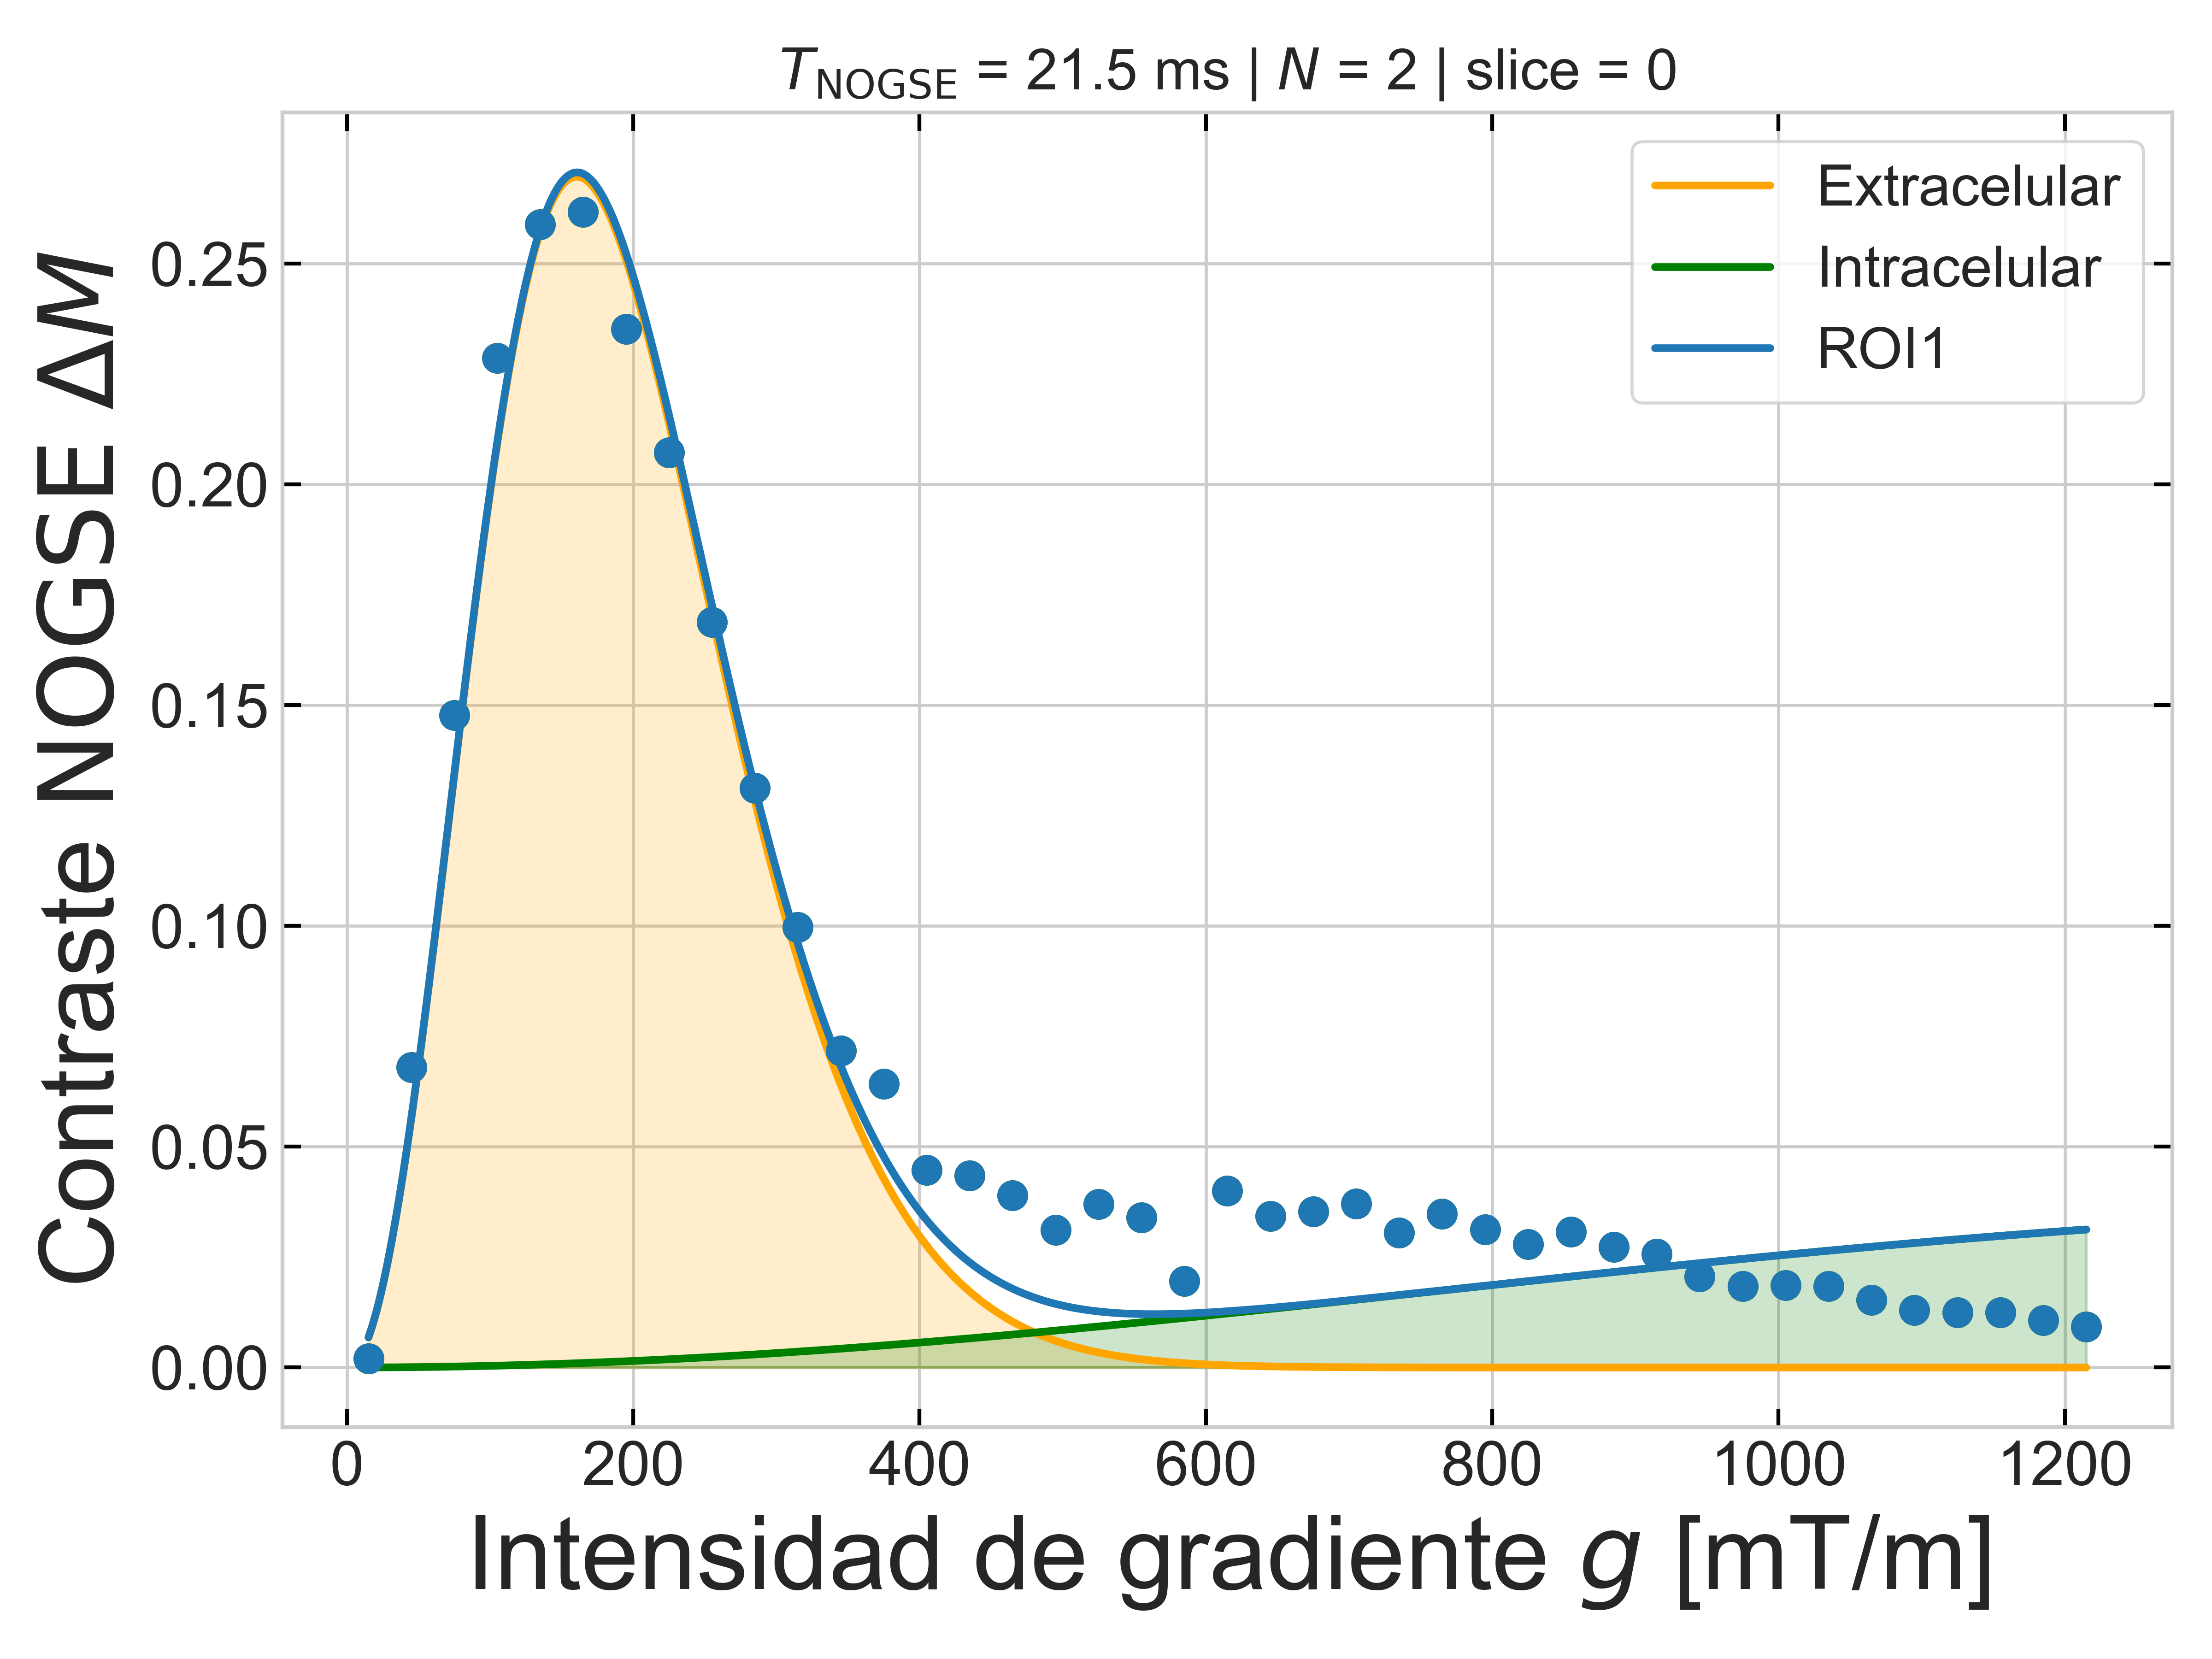 T_NOGSE = 21.5 ms | N = 2 | slice = 0
Contraste NOGSE ΔM
0.25
0.20
0.15
0.10
0.05
0.00
Extracelular
Intracelular
ROI1
0 200 400 600 800 1000 1200
Intensidad de gradiente g [mT/m]